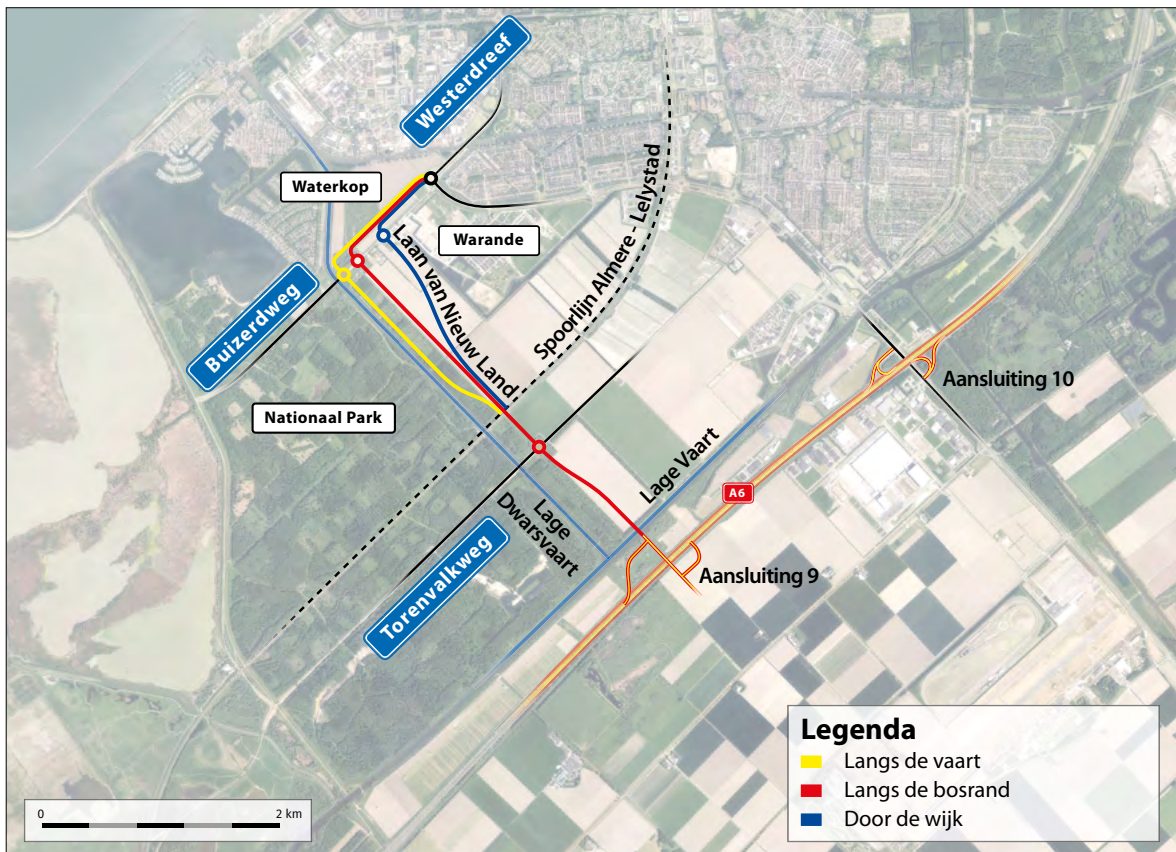 Westerdreef
Waterkop
Warande
Laan van Nieuw Land
Spoorlijn Almere - Lelystad
Buizerdweg
Nationaal Park
Aansluiting 10
Lage Vaart
A6
Lage
Dwarsvaart
Aansluiting 9
Torenvalkweg
Legenda
Langs de vaart
Langs de bosrand
Door de wijk
0 2 km